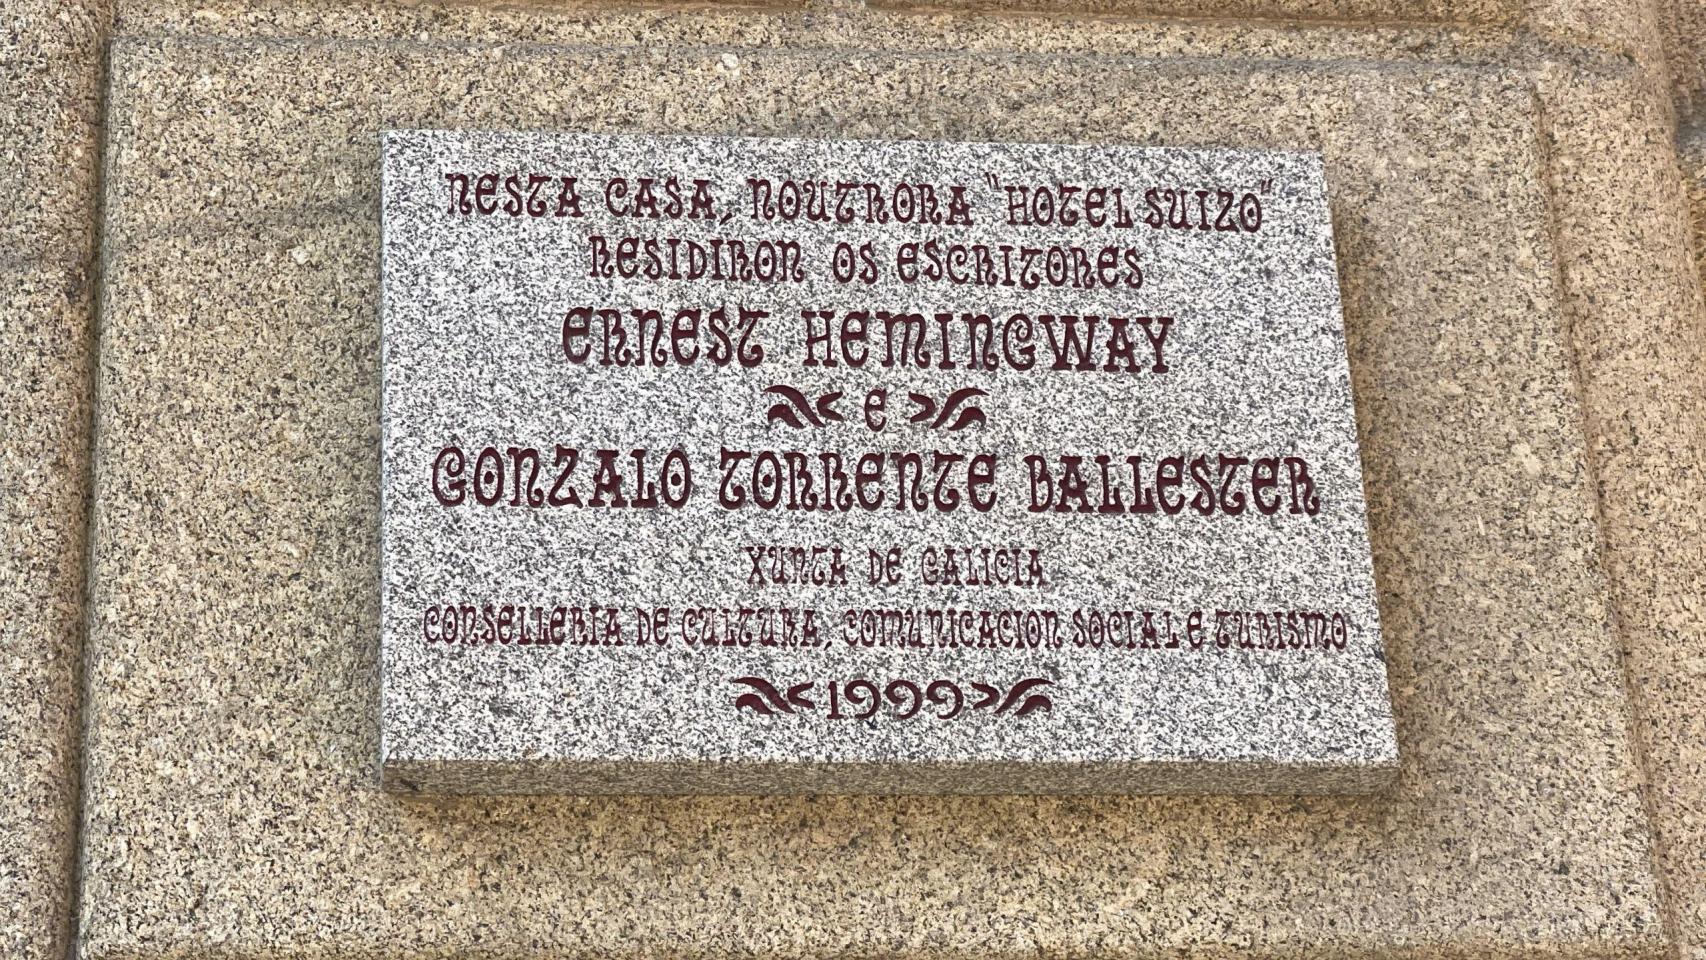 NESTA CASA, NOUTRORA "HOTEL SUIZO"
RESIDIRON OS ESCRITORES
ERNEST HEMINGWAY
E
GONZALO TORRENTE BALLESTER
XUNTA DE GALICIA
CONSELLERIA DE CULTURA, COMUNICACION SOCIAL E TURISMO
1999